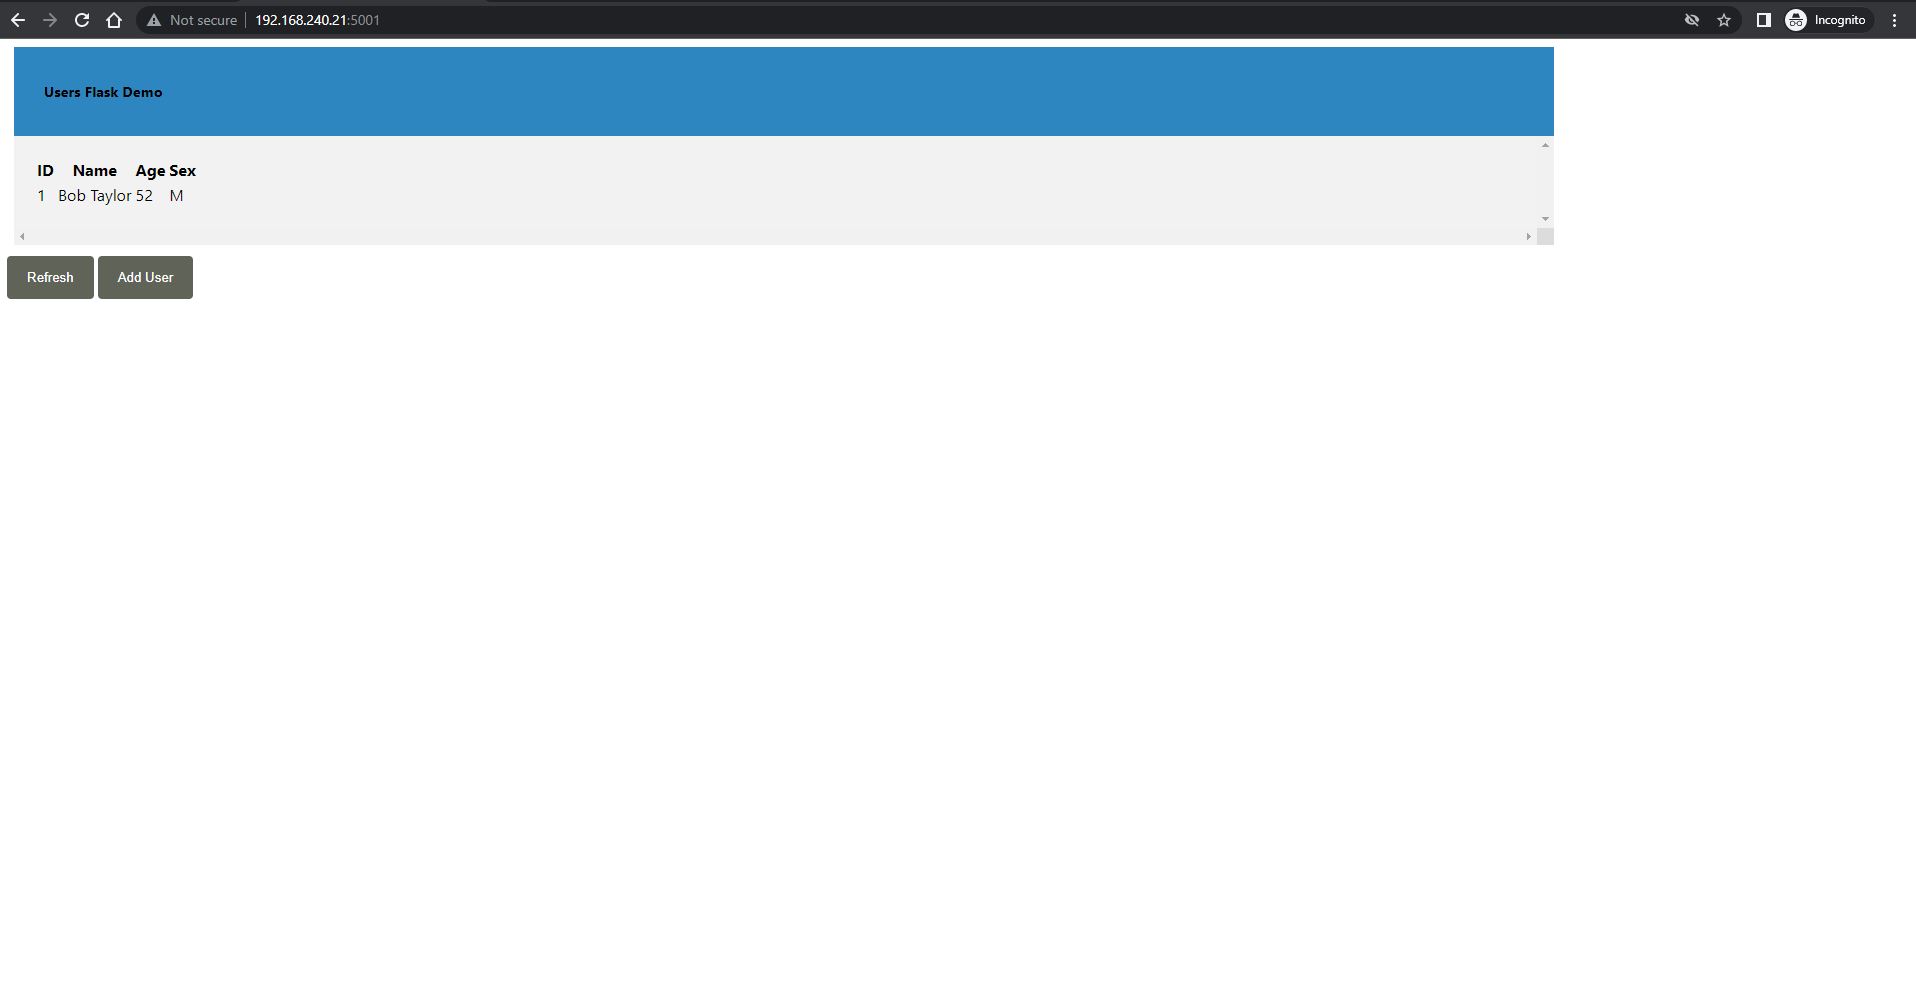 Not secure 192.168.240.21:5001 Incognito
Users Flask Demo
ID Name Age Sex
1 Bob Taylor 52 M
Refresh Add User